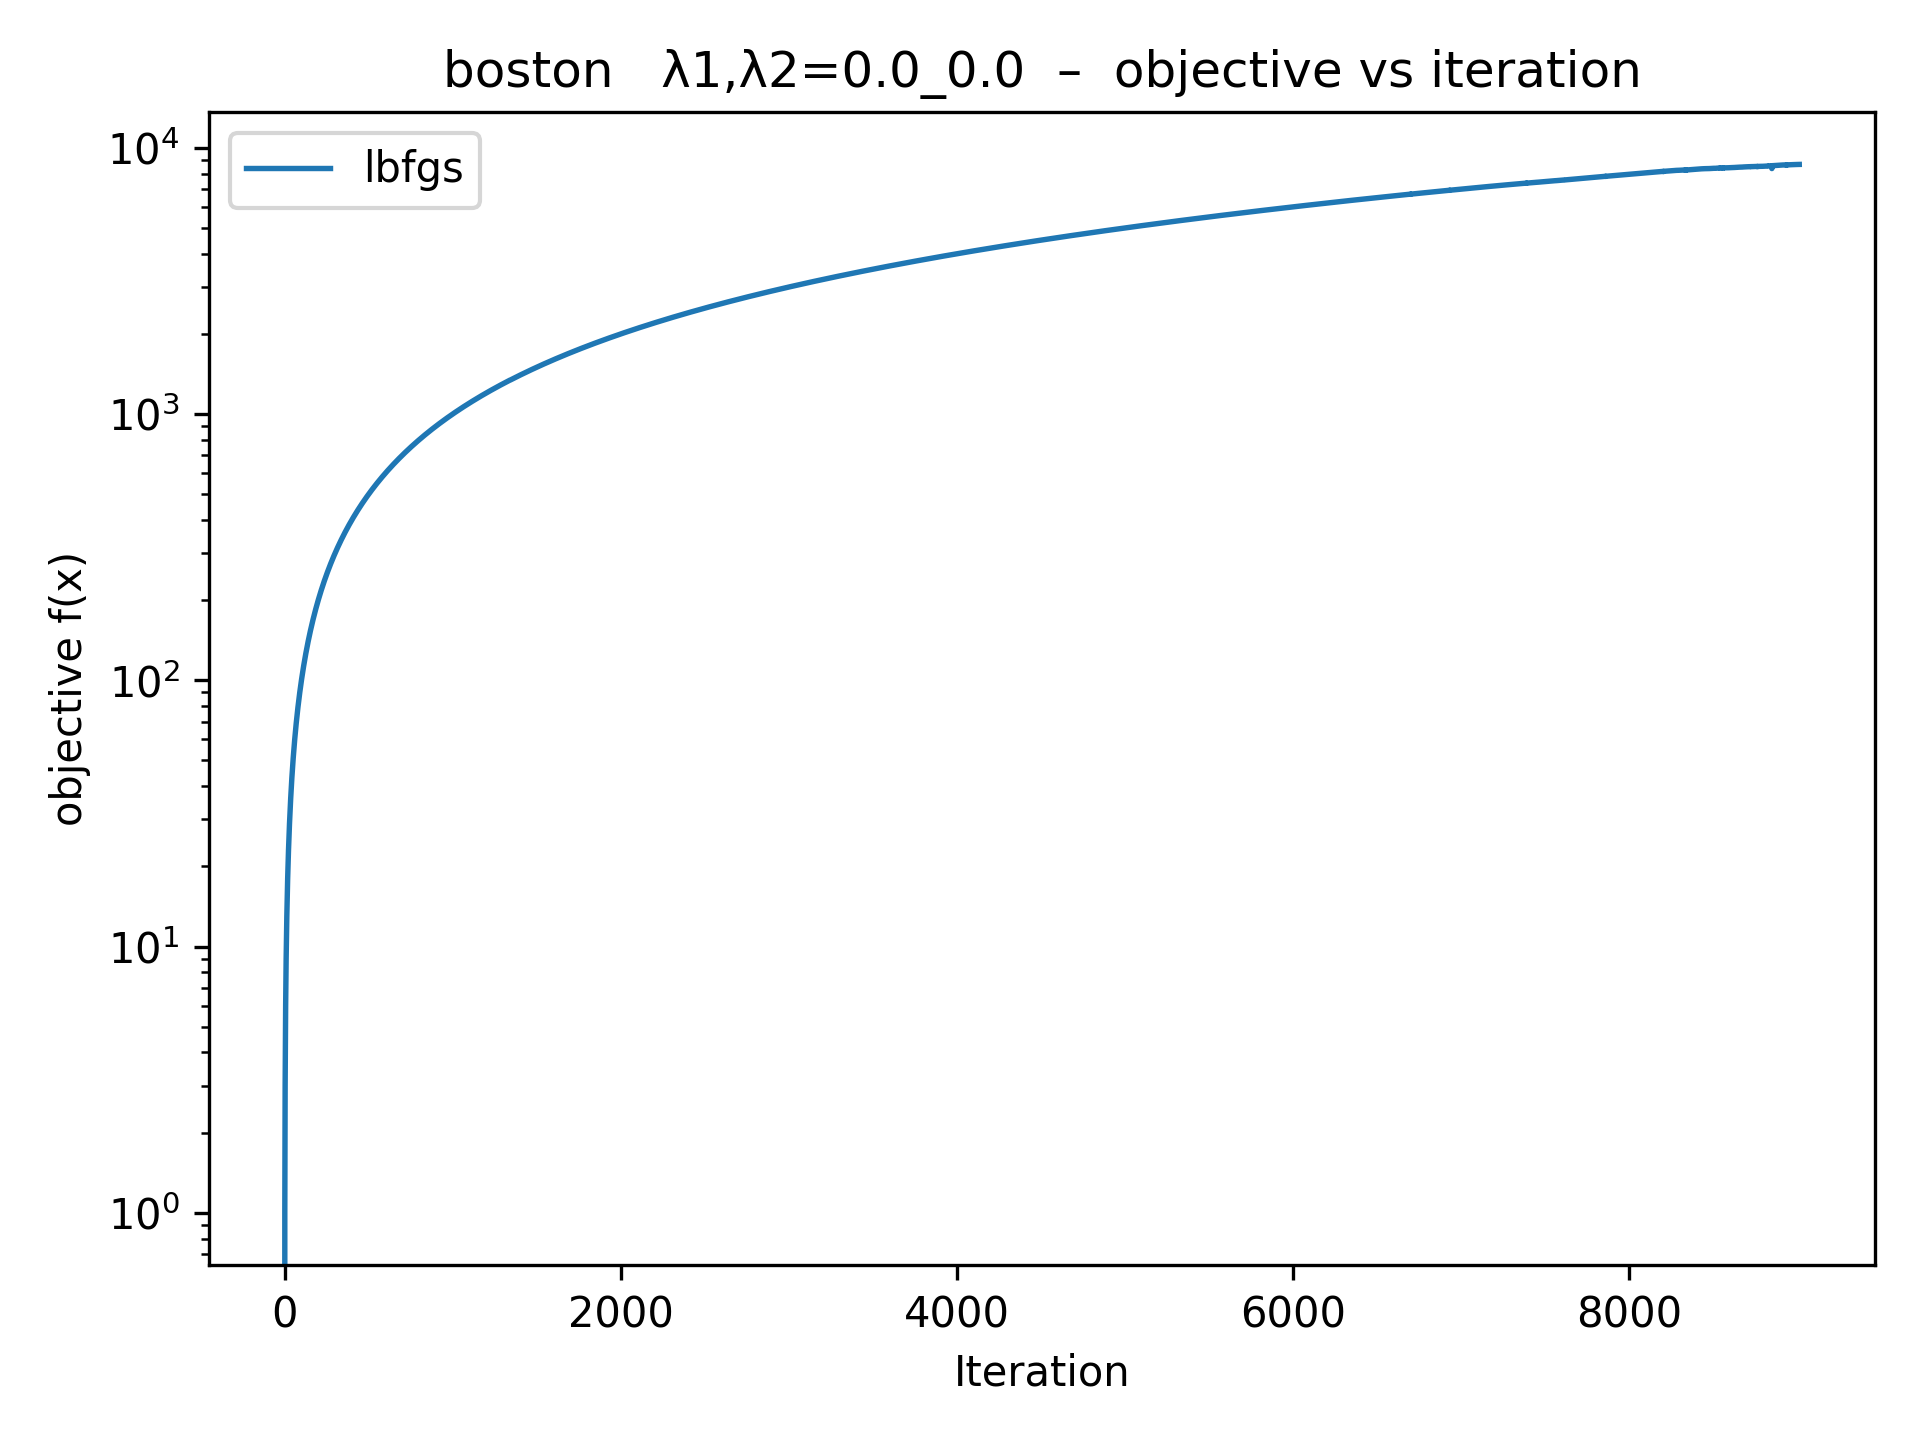 boston   λ1,λ2=0.0_0.0  –  objective vs iteration
lbfgs
objective f(x)
10⁴
10³
10²
10¹
10⁰
0 2000 4000 6000 8000
Iteration